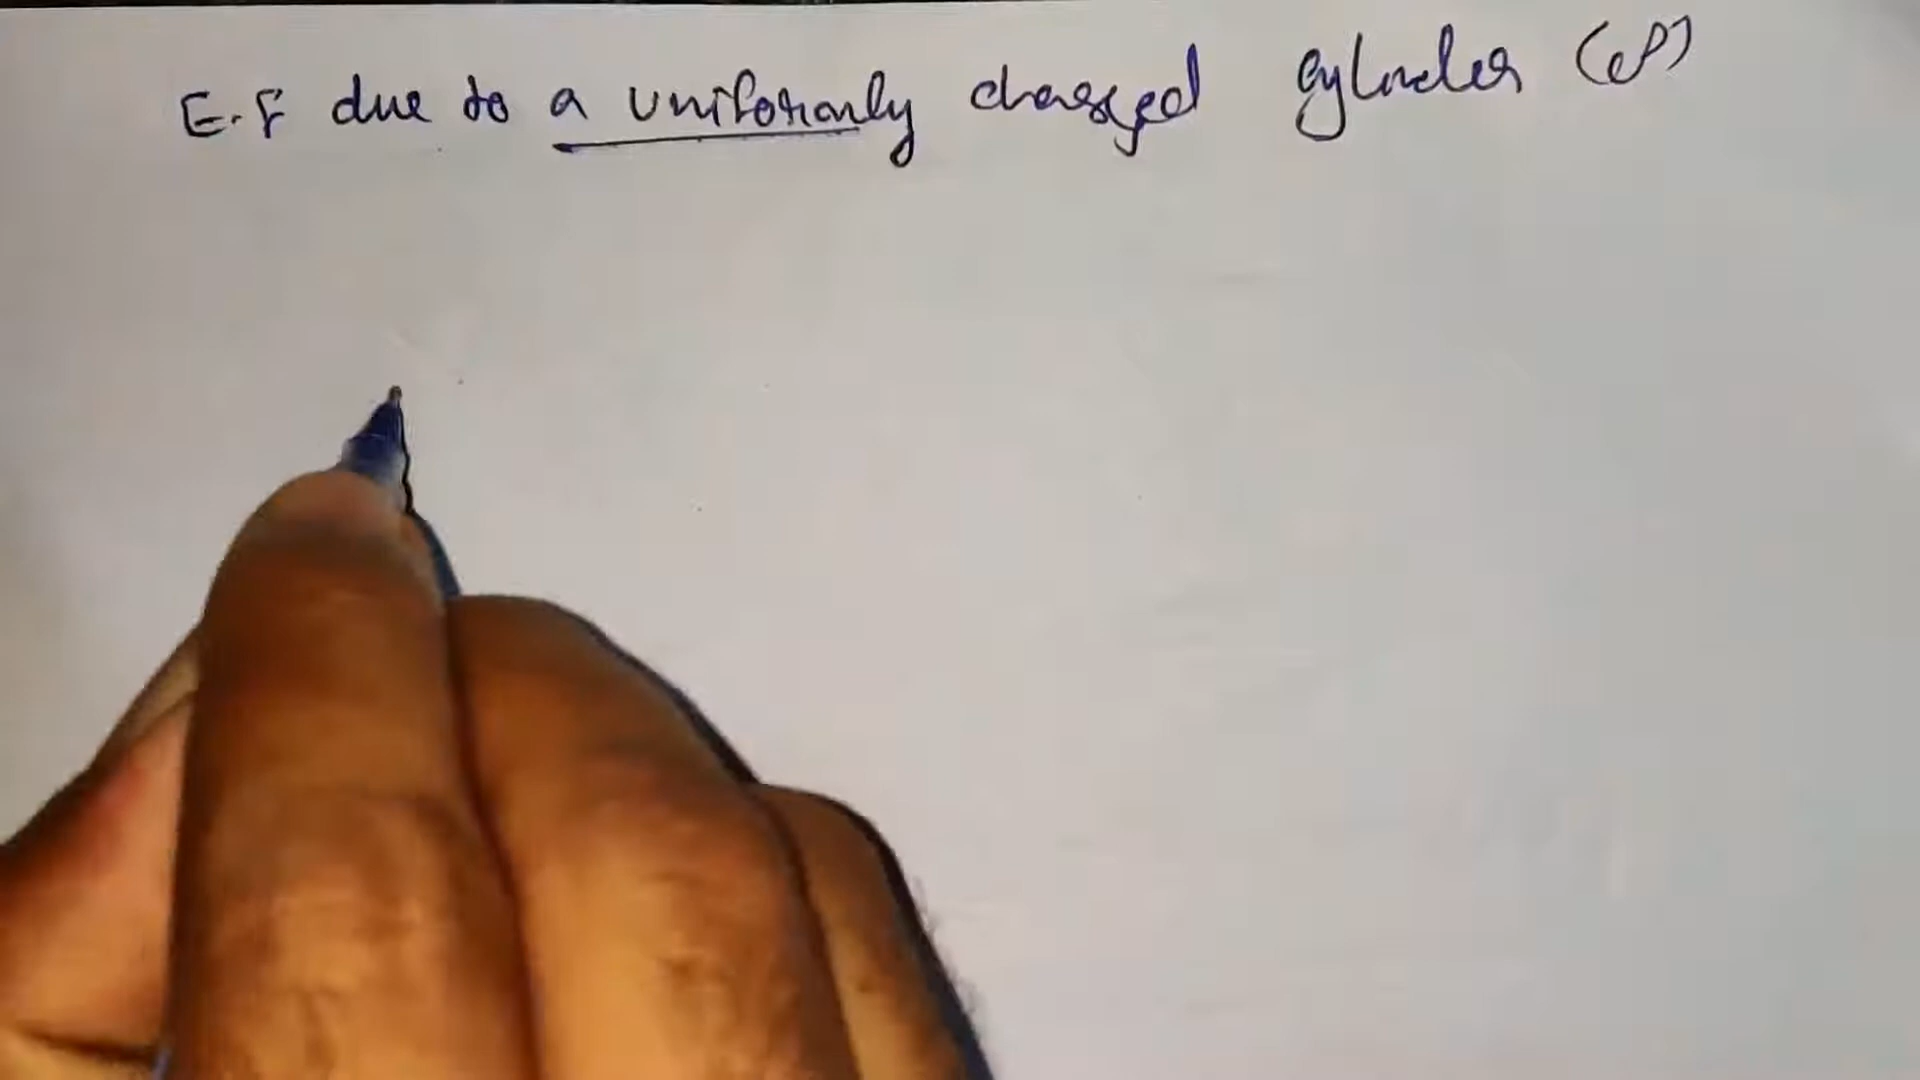 E.F due to a uniformly charged cylinder (ρ)